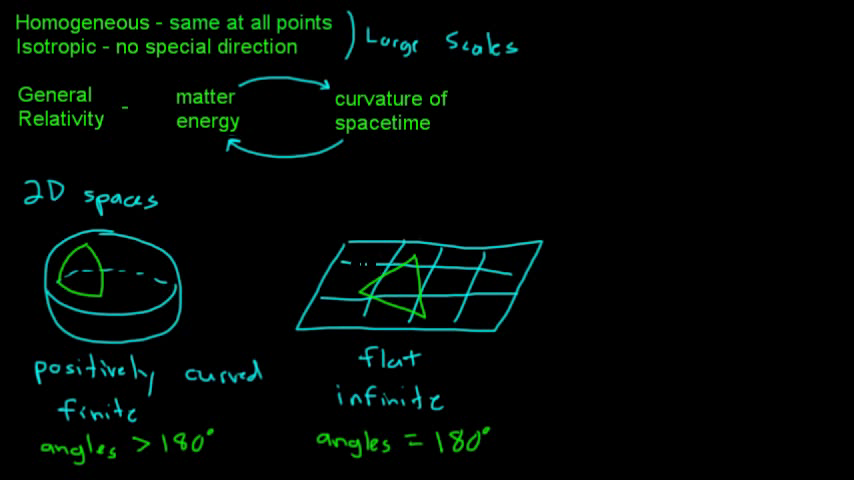 Homogeneous - same at all points
Isotropic - no special direction
Large Scales
General Relativity - matter energy
curvature of spacetime
2D spaces
positively curved
finite
angles > 180°
flat
infinite
angles = 180°